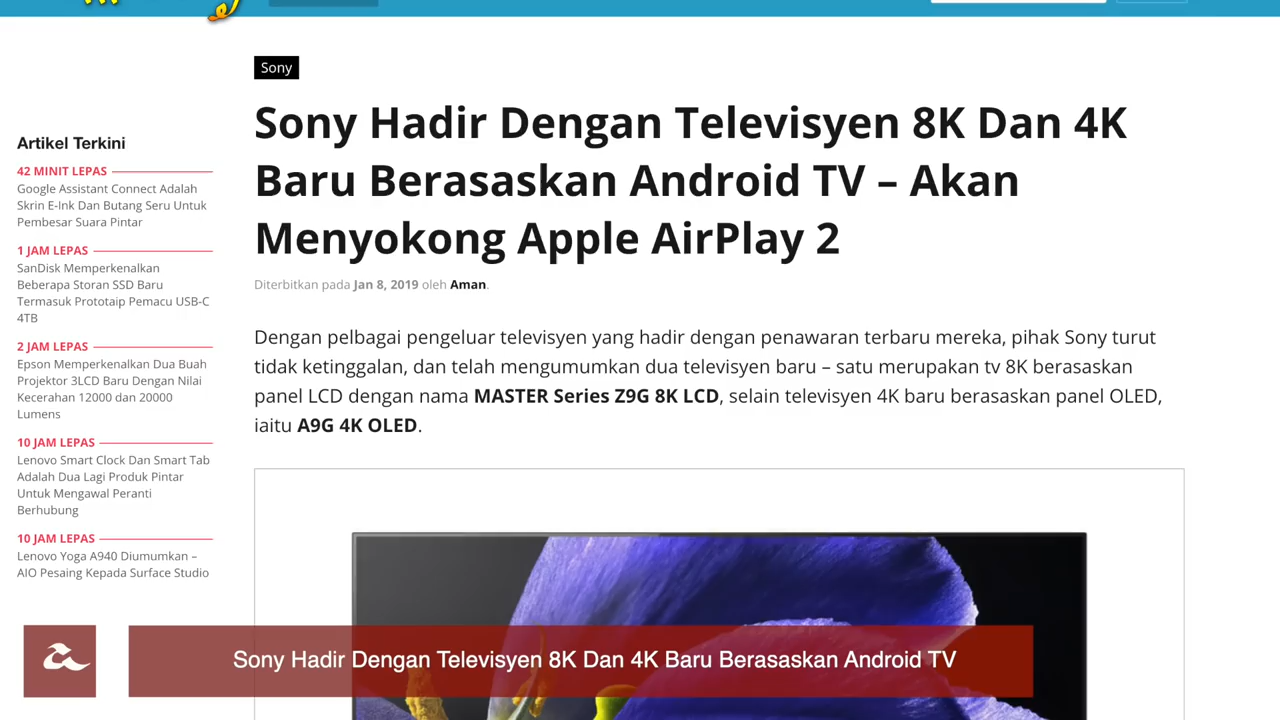 Sony
Sony Hadir Dengan Televisyen 8K Dan 4K
Baru Berasaskan Android TV – Akan
Menyokong Apple AirPlay 2
Diterbitkan pada Jan 8, 2019 oleh Aman.
Dengan pelbagai pengeluar televisyen yang hadir dengan penawaran terbaru mereka, pihak Sony turut
tidak ketinggalan, dan telah mengumumkan dua televisyen baru – satu merupakan tv 8K berasaskan
panel LCD dengan nama MASTER Series Z9G 8K LCD, selain televisyen 4K baru berasaskan panel OLED,
iaitu A9G 4K OLED.
Artikel Terkini
42 MINIT LEPAS
Google Assistant Connect Adalah
Skrin E-Ink Dan Butang Seru Untuk
Pembesar Suara Pintar
1 JAM LEPAS
SanDisk Memperkenalkan
Beberapa Storan SSD Baru
Termasuk Prototaip Pemacu USB-C
4TB
2 JAM LEPAS
Epson Memperkenalkan Dua Buah
Projektor 3LCD Baru Dengan Nilai
Kecerahan 12000 dan 20000
Lumens
10 JAM LEPAS
Lenovo Smart Clock Dan Smart Tab
Adalah Dua Lagi Produk Pintar
Untuk Mengawal Peranti
Berhubung
10 JAM LEPAS
Lenovo Yoga A940 Diumumkan –
AIO Pesaing Kepada Surface Studio
Sony Hadir Dengan Televisyen 8K Dan 4K Baru Berasaskan Android TV